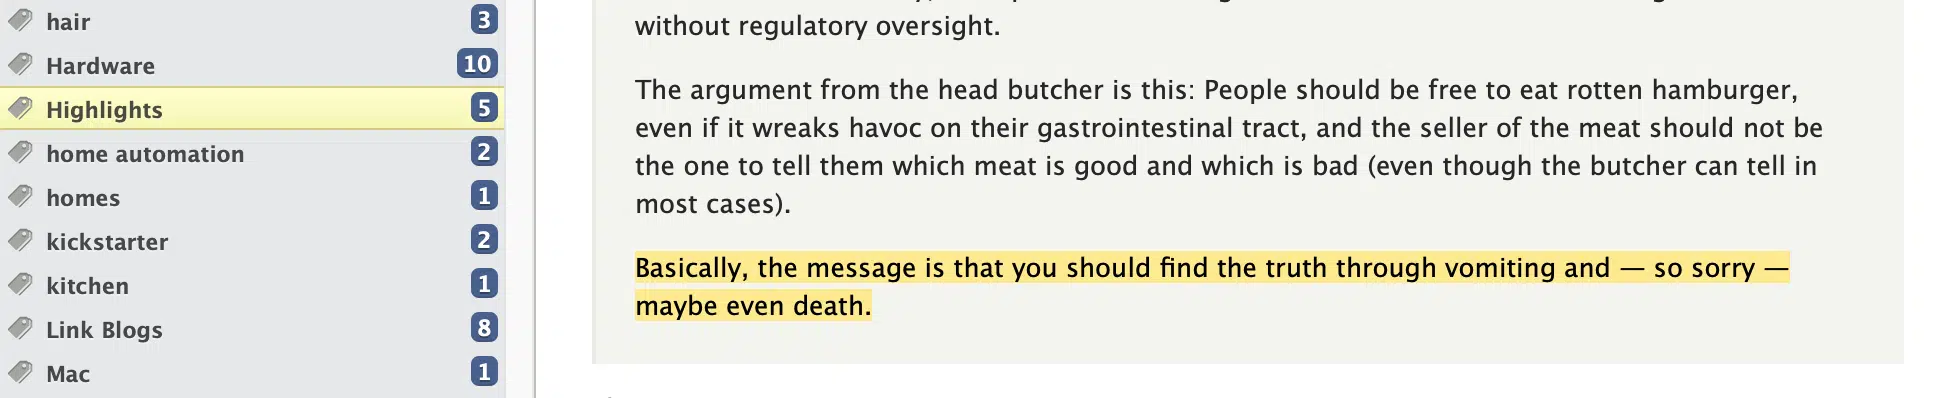 hair 3
Hardware 10
Highlights 5
home automation 2
homes 1
kickstarter 2
kitchen 1
Link Blogs 8
Mac 1
without regulatory oversight.
The argument from the head butcher is this: People should be free to eat rotten hamburger,
even if it wreaks havoc on their gastrointestinal tract, and the seller of the meat should not be
the one to tell them which meat is good and which is bad (even though the butcher can tell in
most cases).
Basically, the message is that you should find the truth through vomiting and — so sorry —
maybe even death.